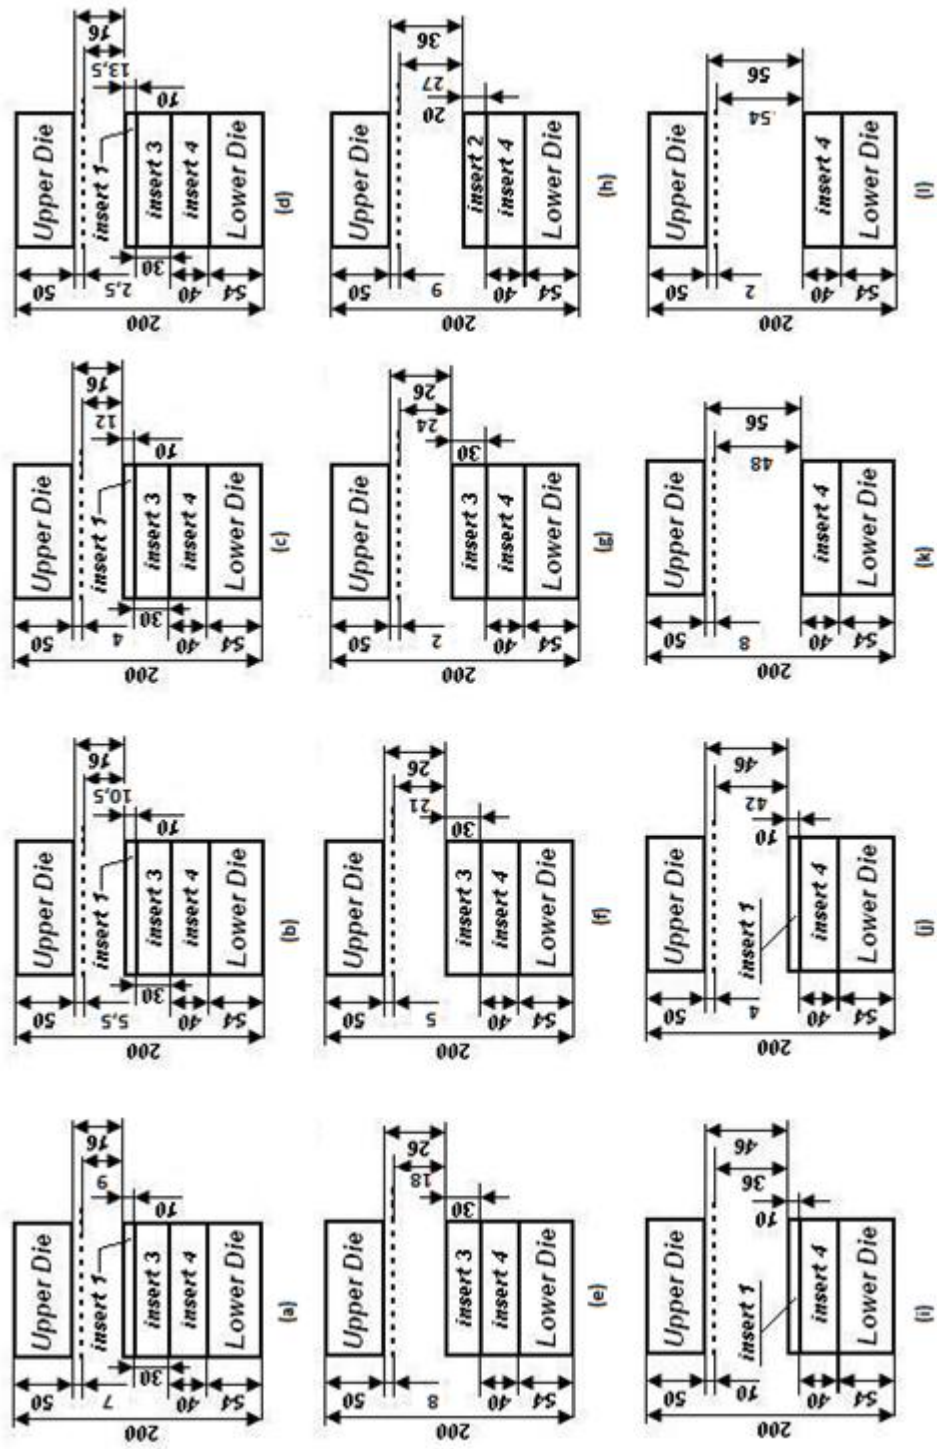 Upper Die
insert 1
insert 3
insert 4
Lower Die
200
50
7
30
40
54
16
9
10
(a)
Upper Die
insert 1
insert 3
insert 4
Lower Die
200
50
5,5
30
40
54
16
10,5
10
(b)
Upper Die
insert 1
insert 3
insert 4
Lower Die
200
50
4
30
40
54
16
12
10
(c)
Upper Die
insert 1
insert 3
insert 4
Lower Die
200
50
2,5
30
40
54
16
13,5
10
(d)
Upper Die
insert 3
insert 4
Lower Die
200
50
8
40
54
26
18
30
(e)
Upper Die
insert 3
insert 4
Lower Die
200
50
5
40
54
26
21
30
(f)
Upper Die
insert 3
insert 4
Lower Die
200
50
2
40
54
26
24
30
(g)
Upper Die
insert 2
insert 4
Lower Die
200
50
9
40
54
36
27
20
(h)
Upper Die
insert 1
insert 4
Lower Die
200
50
10
40
54
46
36
10
(i)
Upper Die
insert 1
insert 4
Lower Die
200
50
4
40
54
46
42
10
(j)
Upper Die
insert 4
Lower Die
200
50
8
40
54
56
48
(k)
Upper Die
insert 4
Lower Die
200
50
2
40
54
56
54
(l)